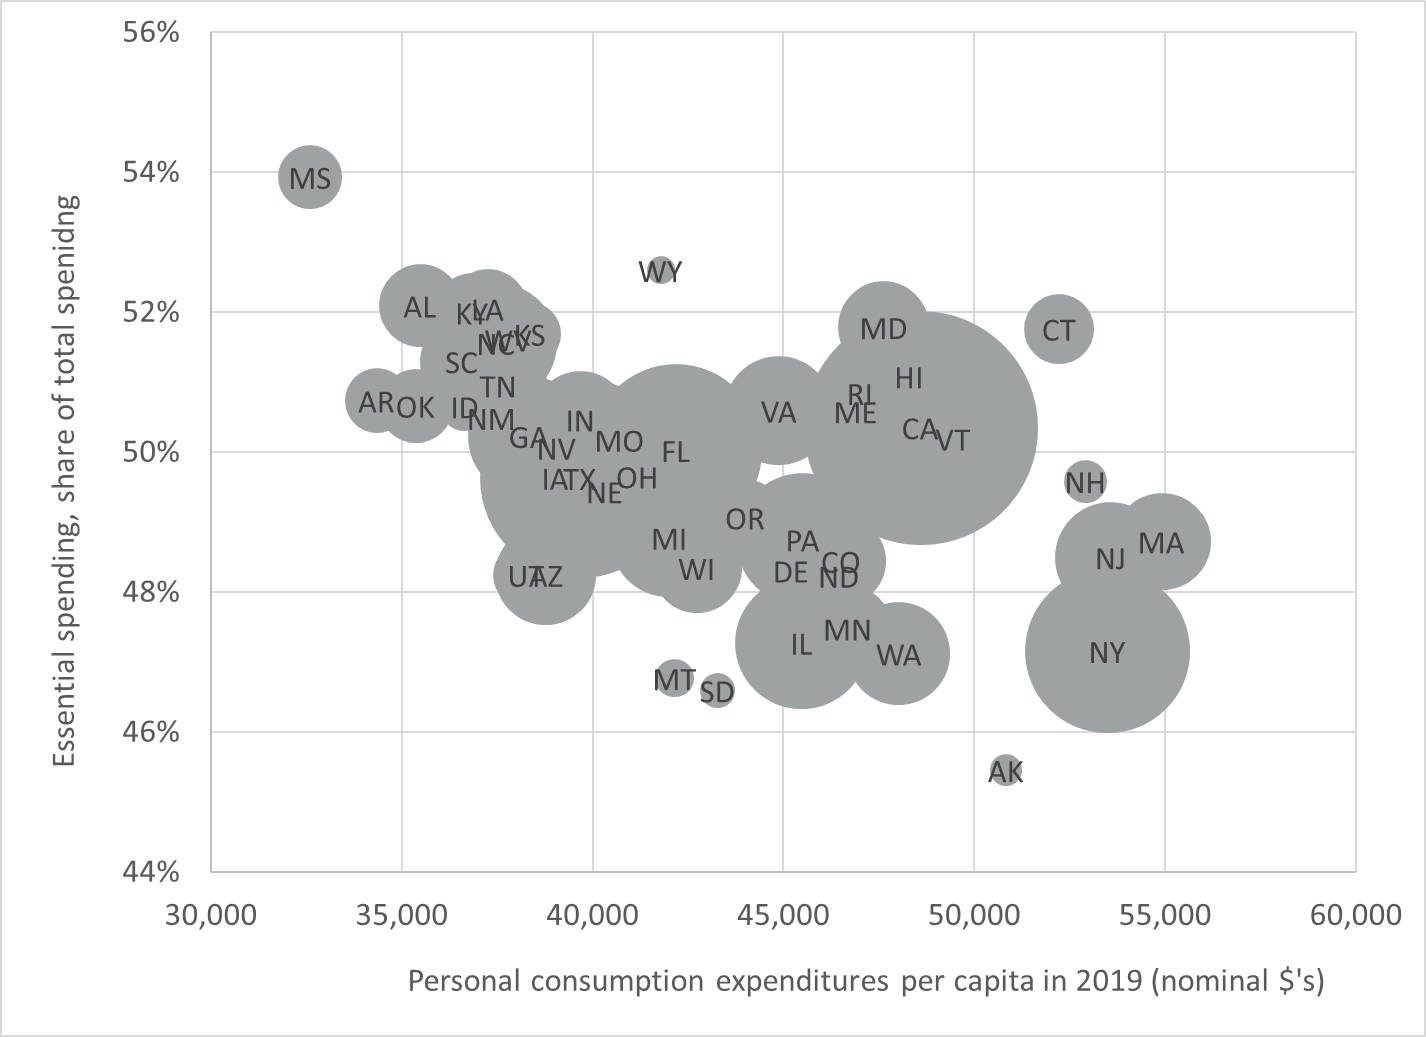 56%
54%
52%
50%
48%
46%
44%
Essential spending, share of total spenidng
MS
WY
AL
KY
LA
KS
WV
NC
SC
MD
CT
TN
HI
AR
OK
ID
RI
ME
VA
NM
IN
GA
MO
NV
FL
CA
VT
IA
TX
NE
OH
NH
OR
MI
WI
PA
DE
CO
ND
MA
NJ
UT
AZ
IL
MN
WA
NY
MT
SD
AK
30,000 35,000 40,000 45,000 50,000 55,000 60,000
Personal consumption expenditures per capita in 2019 (nominal $'s)